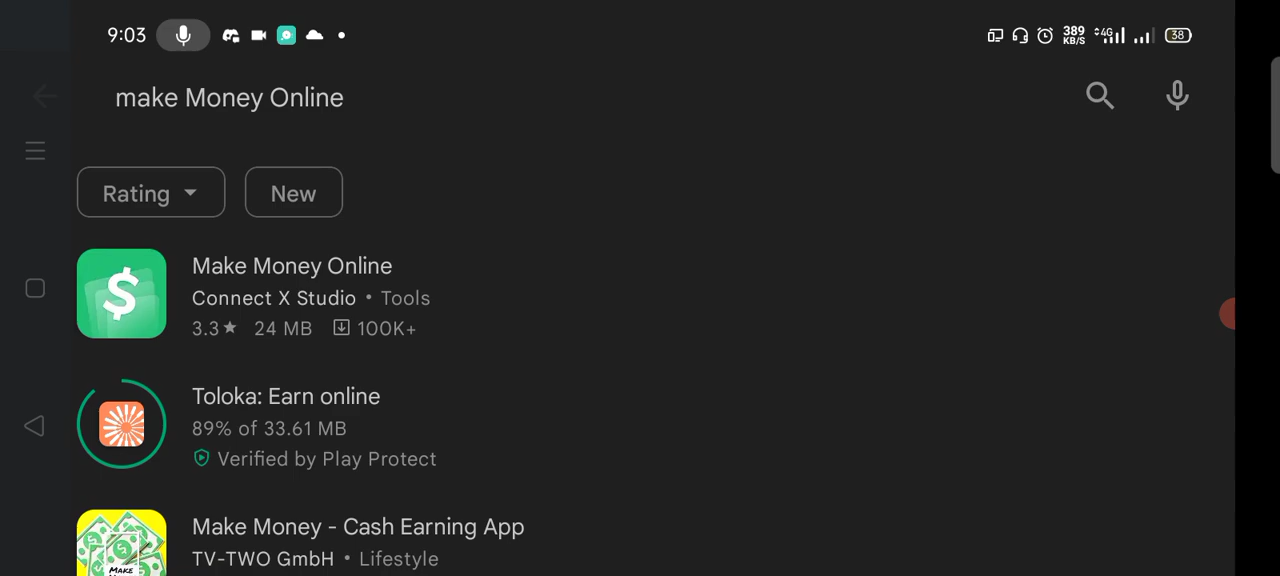 9:03
389
KB/S
4G
38
make Money Online
Rating
New
Make Money Online
Connect X Studio • Tools
3.3★ 24 MB 100K+
Toloka: Earn online
89% of 33.61 MB
Verified by Play Protect
Make Money - Cash Earning App
TV-TWO GmbH • Lifestyle
MAKE